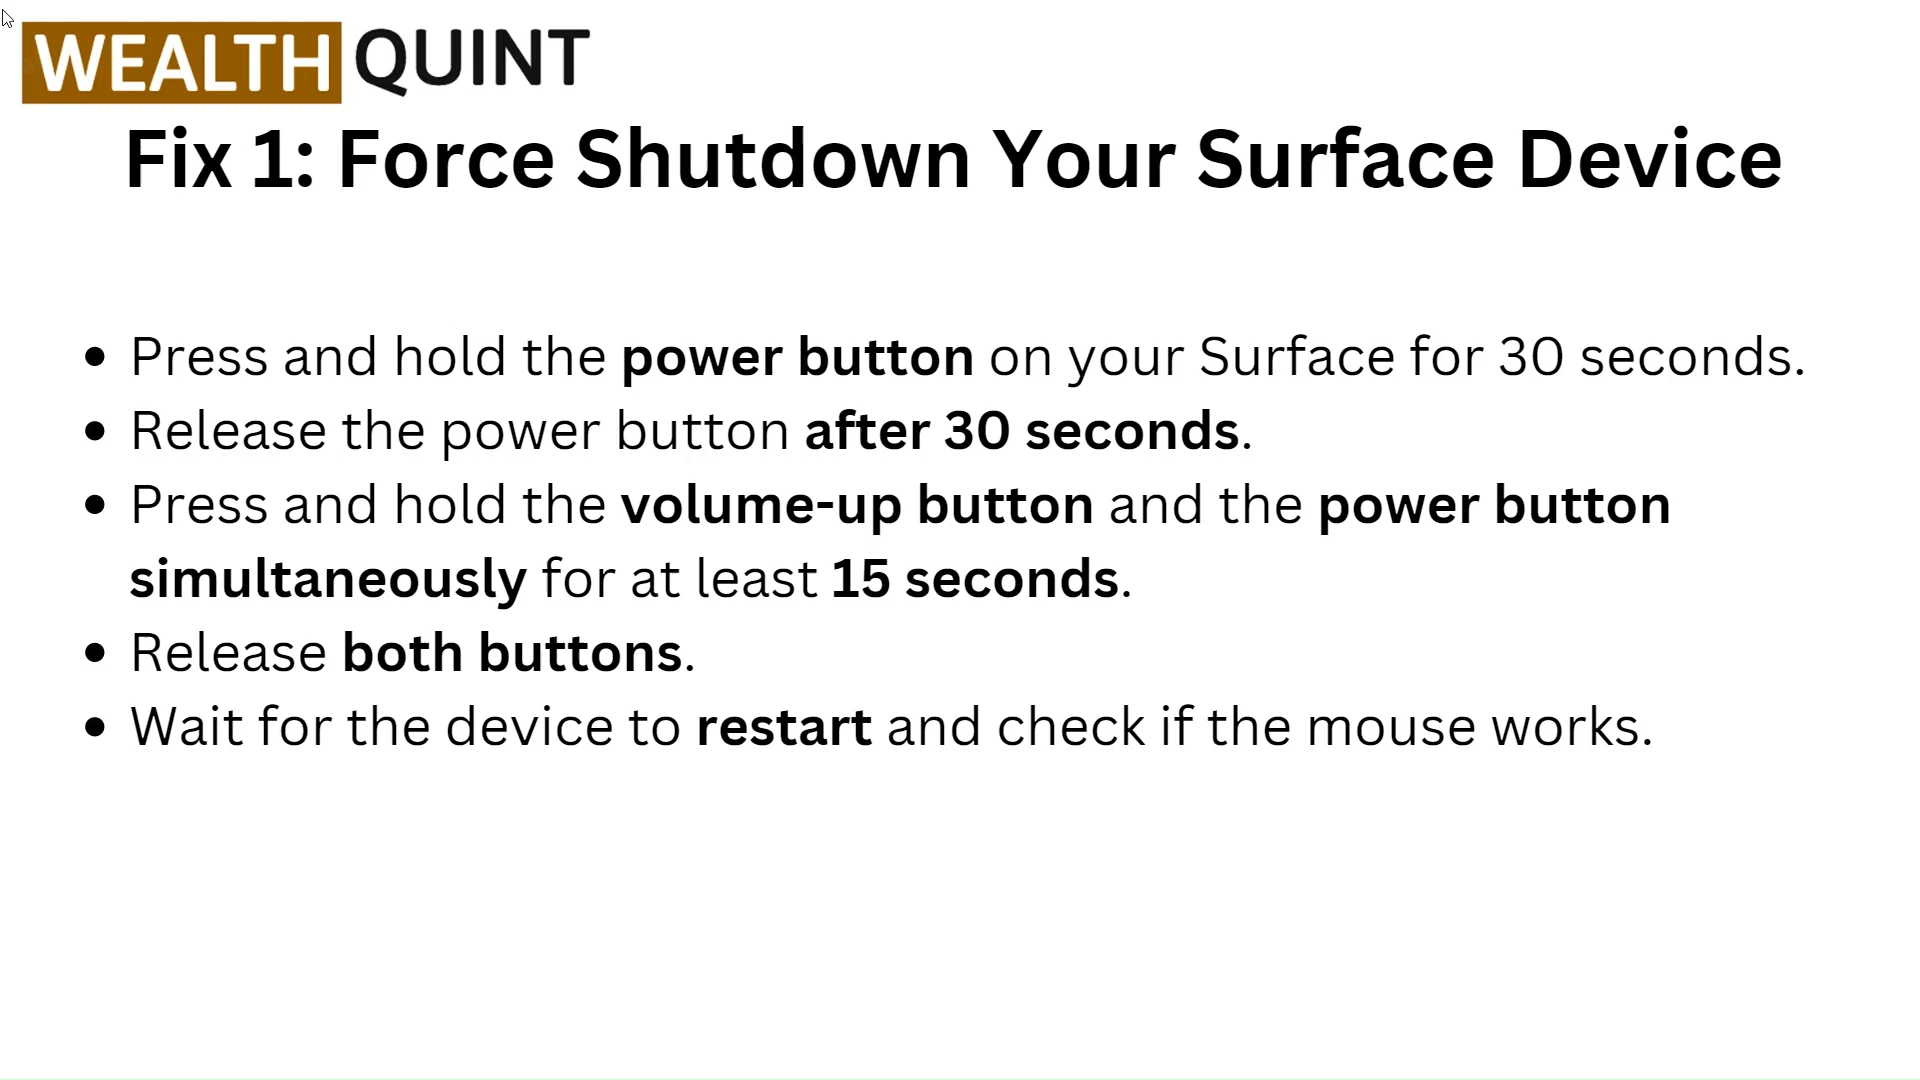 WEALTH QUINT
Fix 1: Force Shutdown Your Surface Device
• Press and hold the power button on your Surface for 30 seconds.
• Release the power button after 30 seconds.
• Press and hold the volume-up button and the power button
simultaneously for at least 15 seconds.
• Release both buttons.
• Wait for the device to restart and check if the mouse works.